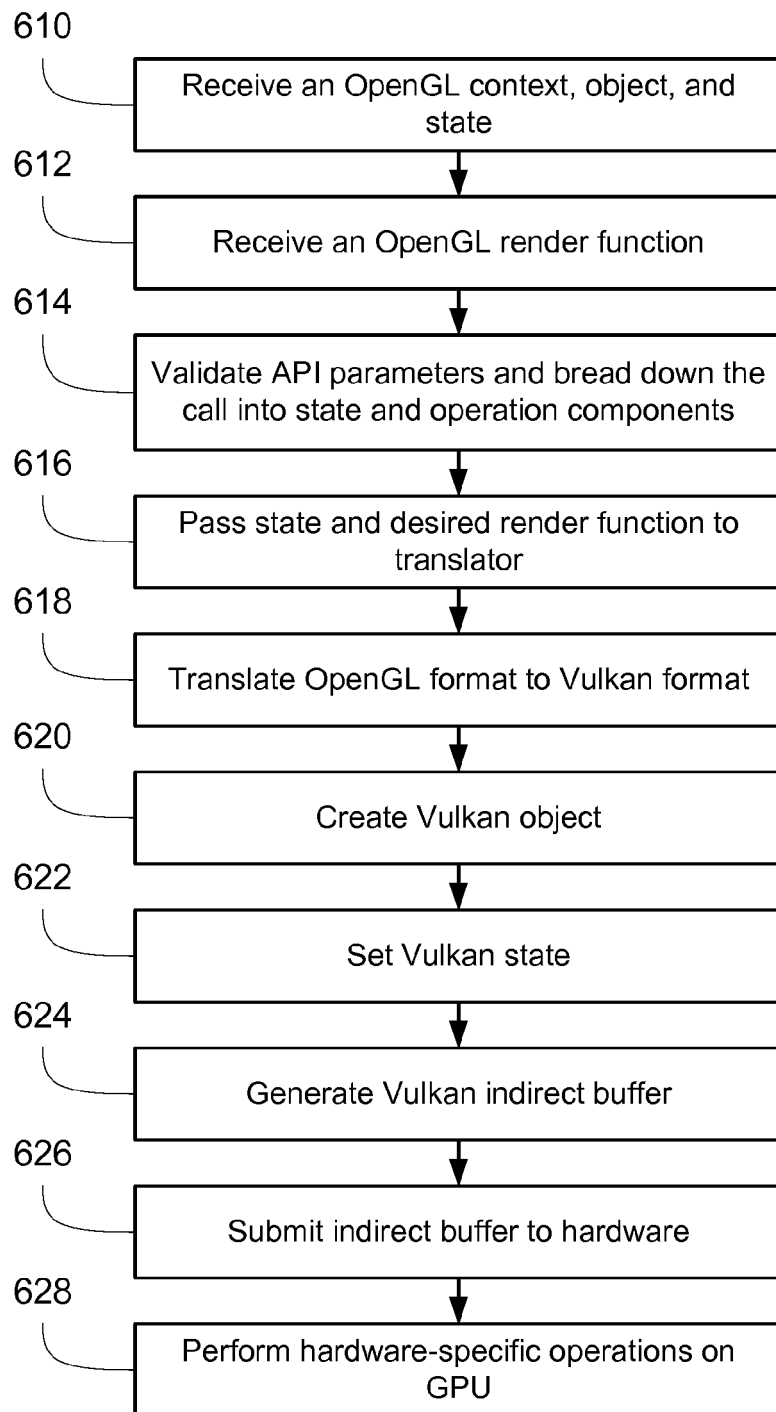 610
Receive an OpenGL context, object, and
state
612
Receive an OpenGL render function
614
Validate API parameters and bread down the
call into state and operation components
616
Pass state and desired render function to
translator
618
Translate OpenGL format to Vulkan format
620
Create Vulkan object
622
Set Vulkan state
624
Generate Vulkan indirect buffer
626
Submit indirect buffer to hardware
628
Perform hardware-specific operations on
GPU